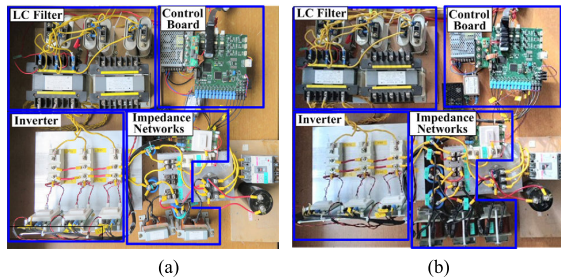 LC Filter
Control
Board
Inverter
Impedance
Networks
LC Filter
Control
Board
Inverter
Impedance
Networks
(a)
(b)